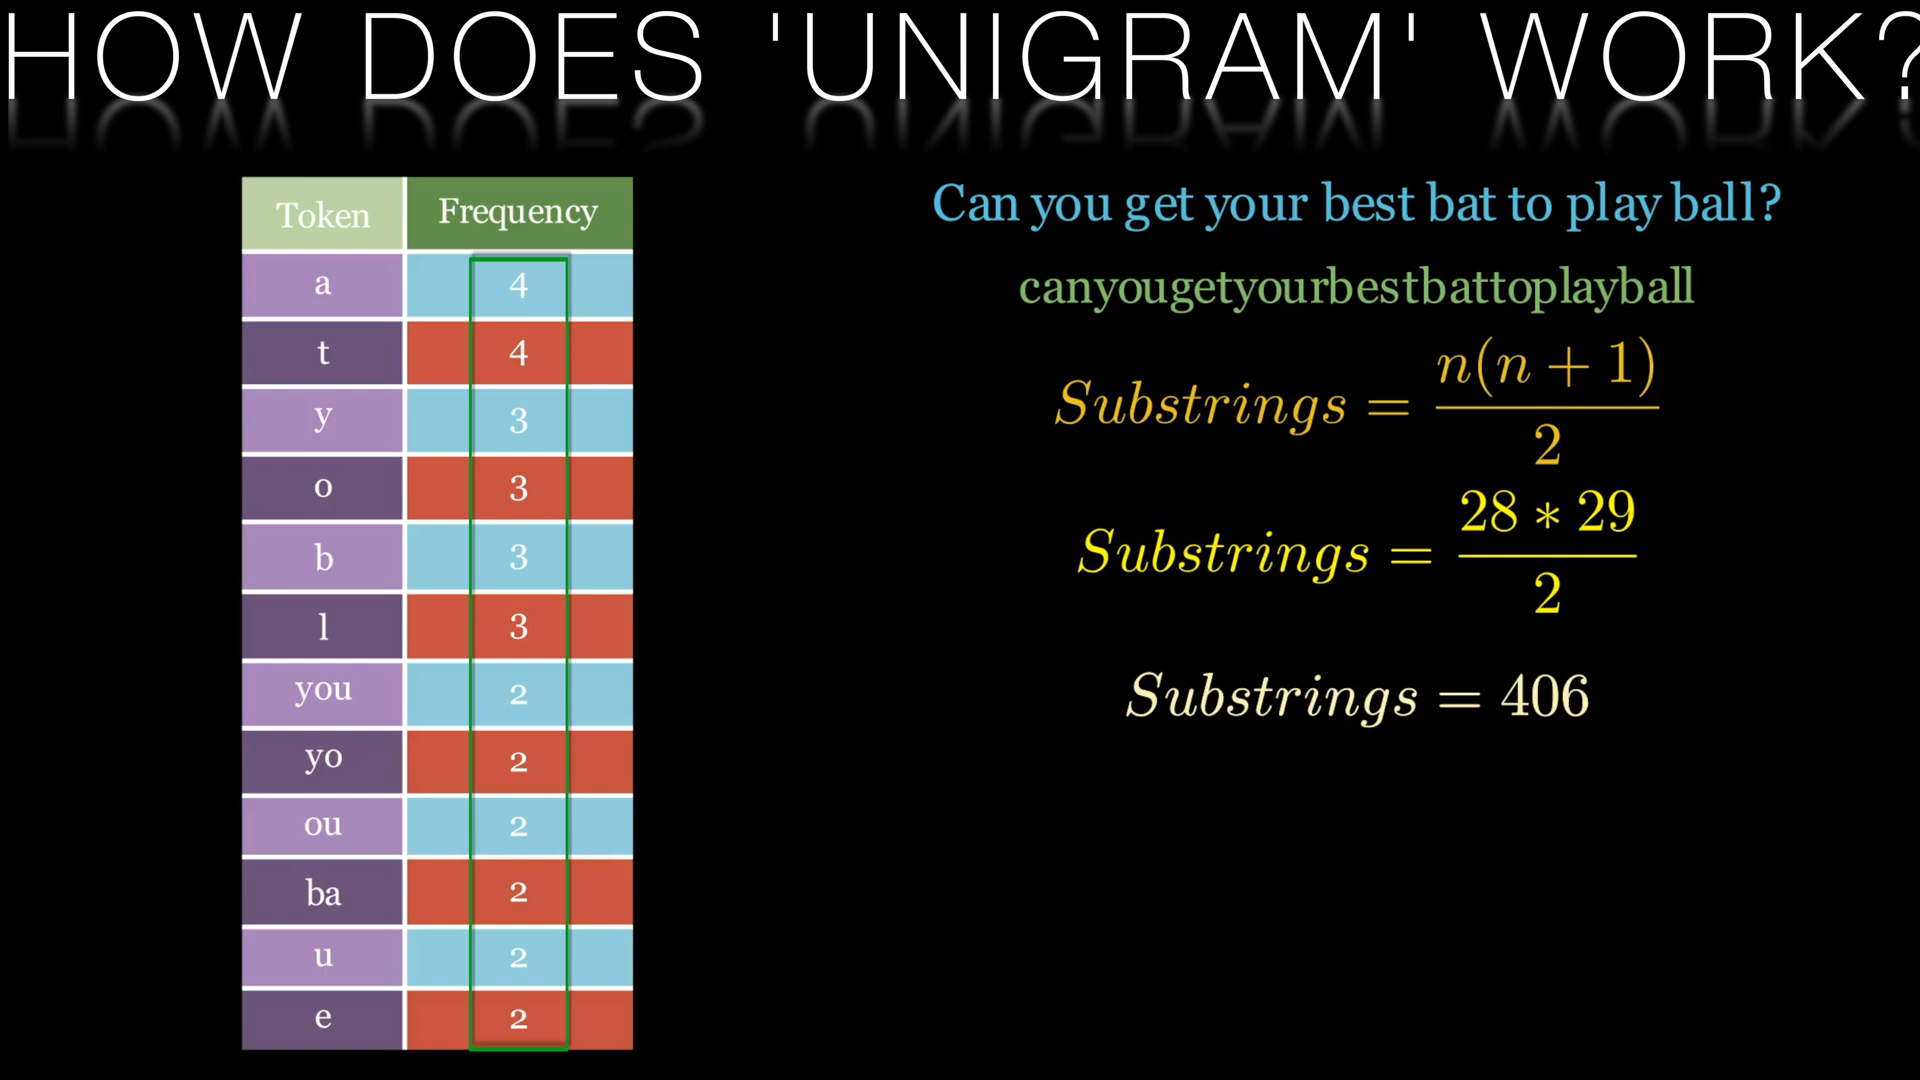 HOW DOES 'UNIGRAM' WORK?
Token Frequency
a 4
t 4
y 3
o 3
b 3
l 3
you 2
yo 2
ou 2
ba 2
u 2
e 2
Can you get your best bat to play ball?
canyougetyourbestbattoplayball
Substrings = n(n + 1) / 2
Substrings = 28 * 29 / 2
Substrings = 406